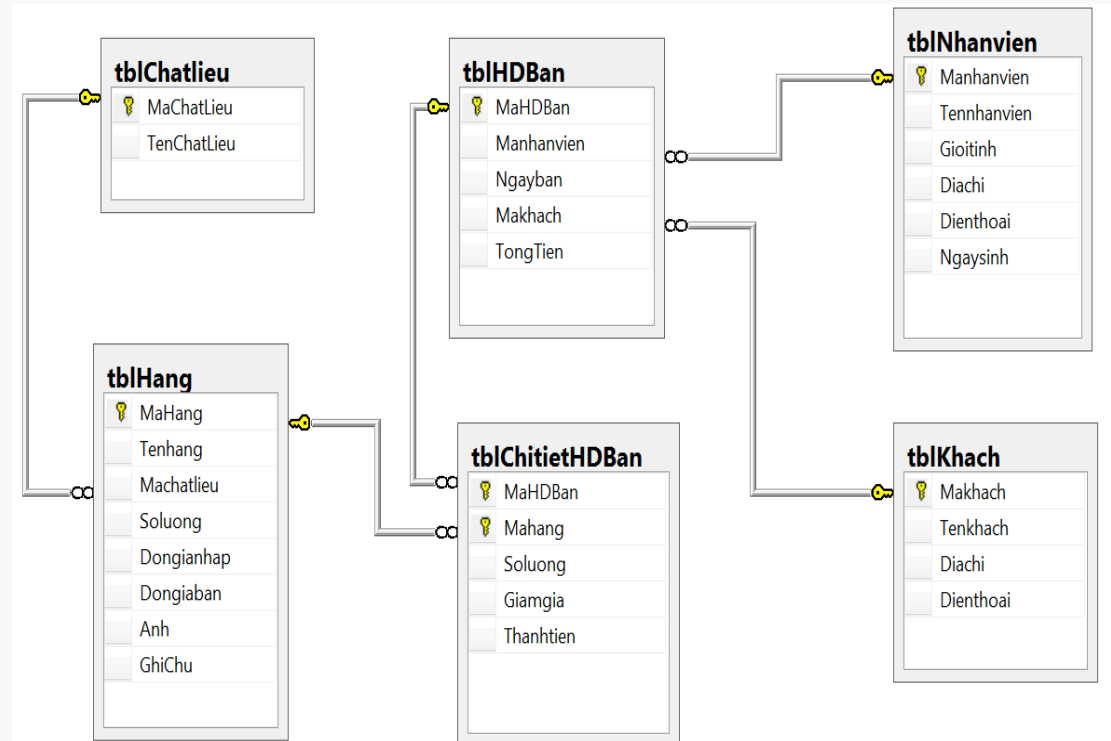 tblChatlieu
MaChatLieu
TenChatLieu
tblHDBan
MaHDBan
Manhanvien
Ngayban
Makhach
TongTien
tblNhanvien
Manhanvien
Tennhanvien
Gioitinh
Diachi
Dienthoai
Ngaysinh
tblHang
MaHang
Tenhang
Machatlieu
Soluong
Dongianhap
Dongiaban
Anh
GhiChu
tblChitietHDBan
MaHDBan
Mahang
Soluong
Giamgia
Thanhtien
tblKhach
Makhach
Tenkhach
Diachi
Dienthoai